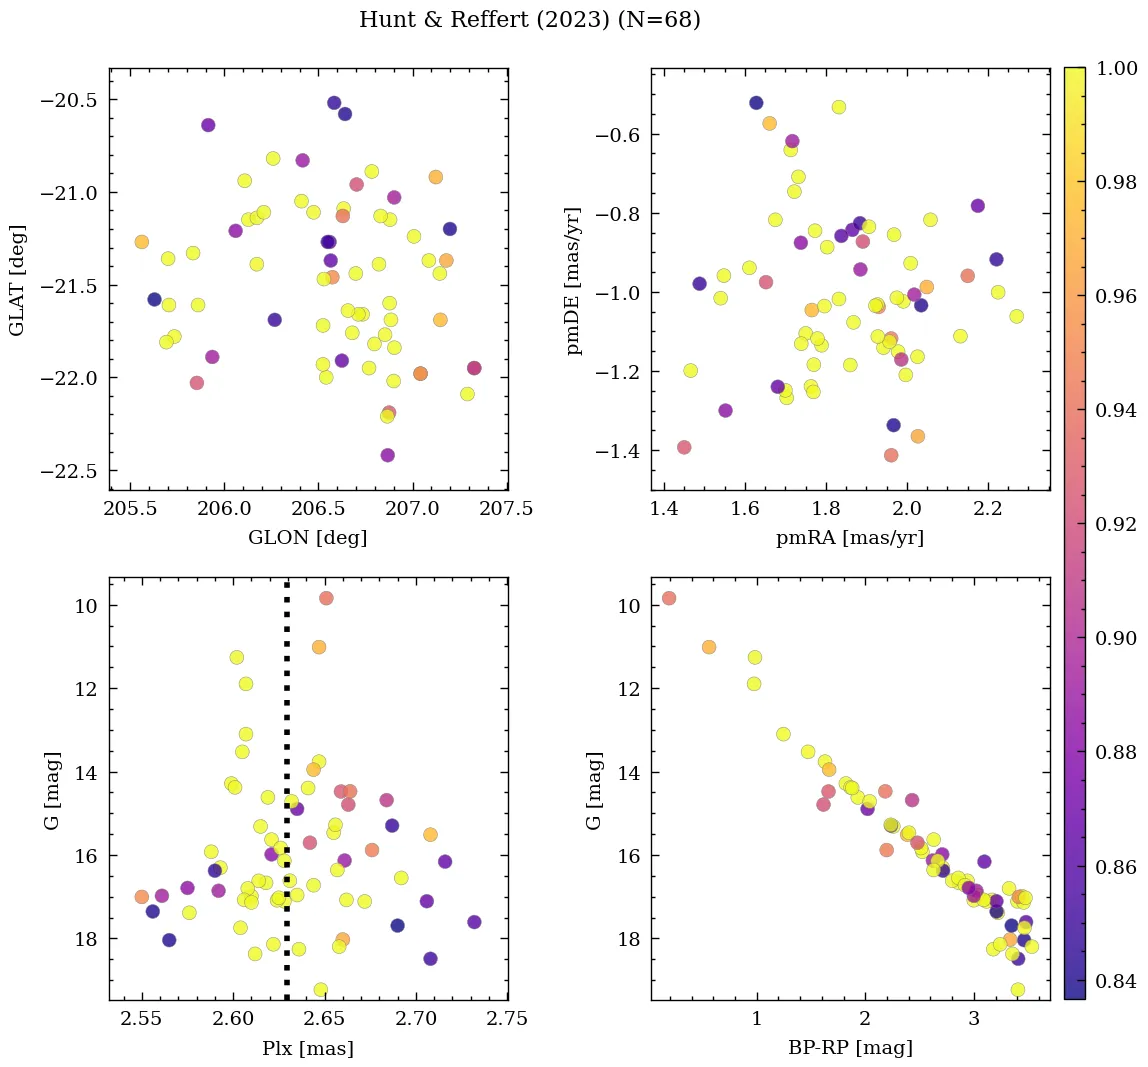 Hunt & Reffert (2023) (N=68)
−20.5
−21.0
−21.5
−22.0
−22.5
GLAT [deg]
205.5 206.0 206.5 207.0 207.5
GLON [deg]
−0.6
−0.8
−1.0
−1.2
−1.4
pmDE [mas/yr]
1.4 1.6 1.8 2.0 2.2
pmRA [mas/yr]
10
12
14
16
18
G [mag]
2.55 2.60 2.65 2.70 2.75
Plx [mas]
10
12
14
16
18
G [mag]
1 2 3
BP-RP [mag]
1.00
0.98
0.96
0.94
0.92
0.90
0.88
0.86
0.84